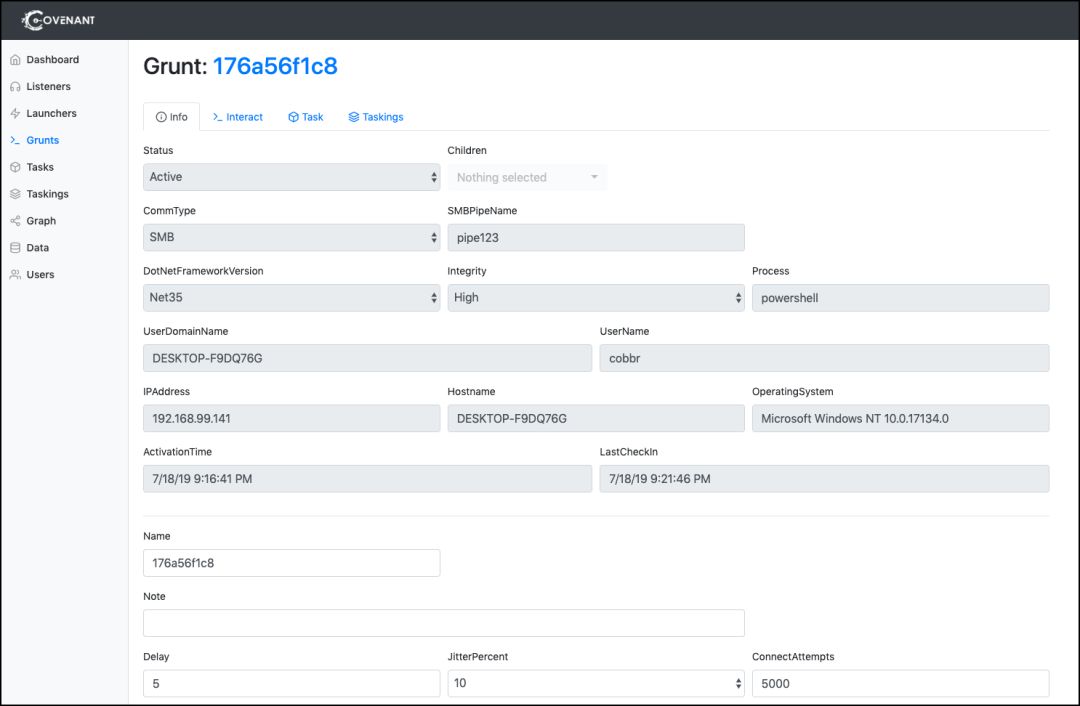 COVENANT
Dashboard
Listeners
Launchers
Grunts
Tasks
Taskings
Graph
Data
Users
Grunt: 176a56f1c8
Info Interact Task Taskings
Status Children
Active Nothing selected
CommType SMBPipeName
SMB pipe123
DotNetFrameworkVersion Integrity Process
Net35 High powershell
UserDomainName UserName
DESKTOP-F9DQ76G cobbr
IPAddress Hostname OperatingSystem
192.168.99.141 DESKTOP-F9DQ76G Microsoft Windows NT 10.0.17134.0
ActivationTime LastCheckIn
7/18/19 9:16:41 PM 7/18/19 9:21:46 PM
Name
176a56f1c8
Note
Delay JitterPercent ConnectAttempts
5 10 5000